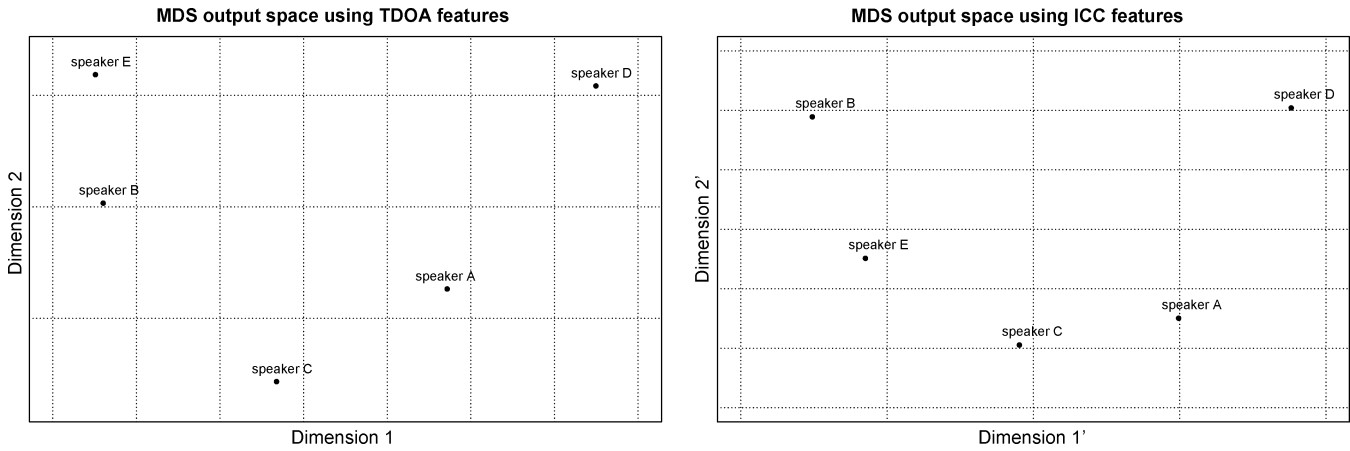 MDS output space using TDOA features
speaker E
speaker D
speaker B
speaker A
speaker C
Dimension 2
Dimension 1
MDS output space using ICC features
speaker D
speaker B
speaker E
speaker A
speaker C
Dimension 2’
Dimension 1’